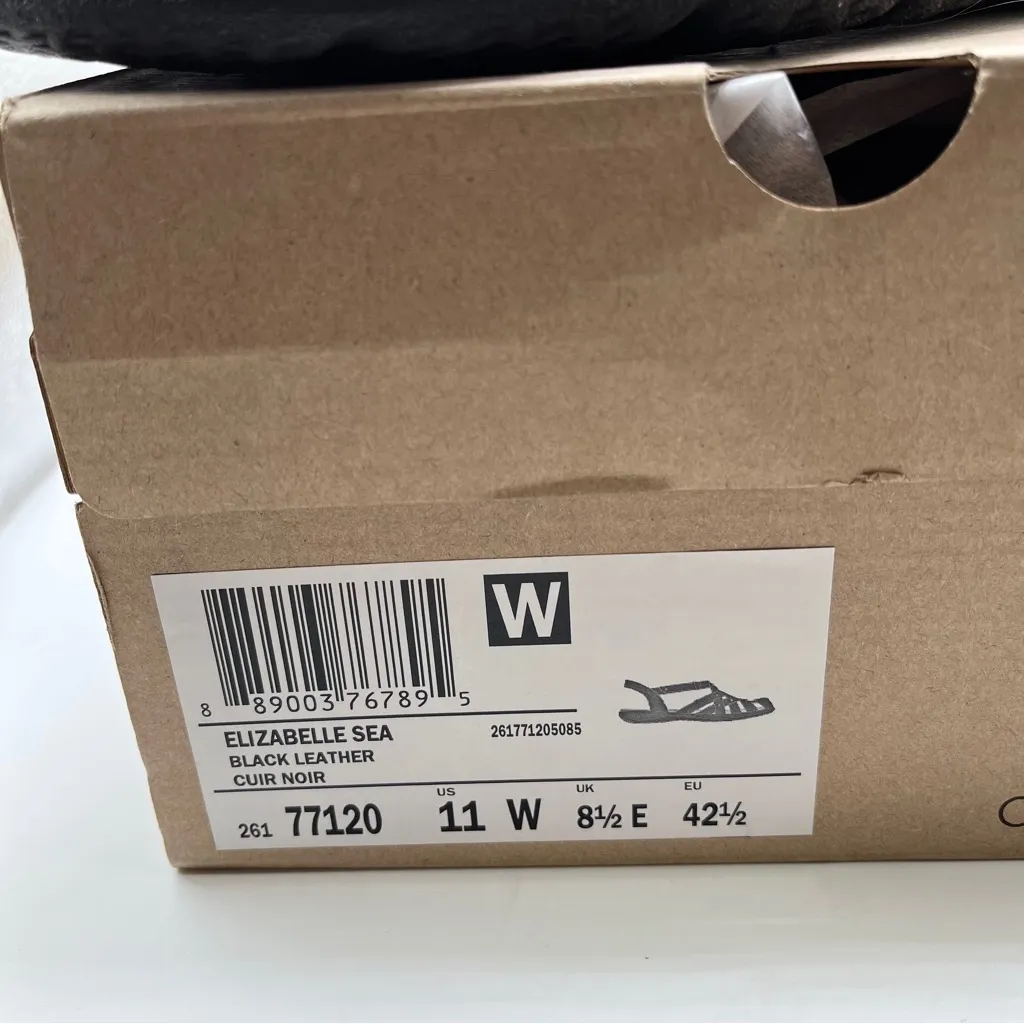 W
8 89003 76789 5
ELIZABELLE SEA 261771205085
BLACK LEATHER
CUIR NOIR
US UK EU
261 77120 11 W 8½ E 42½